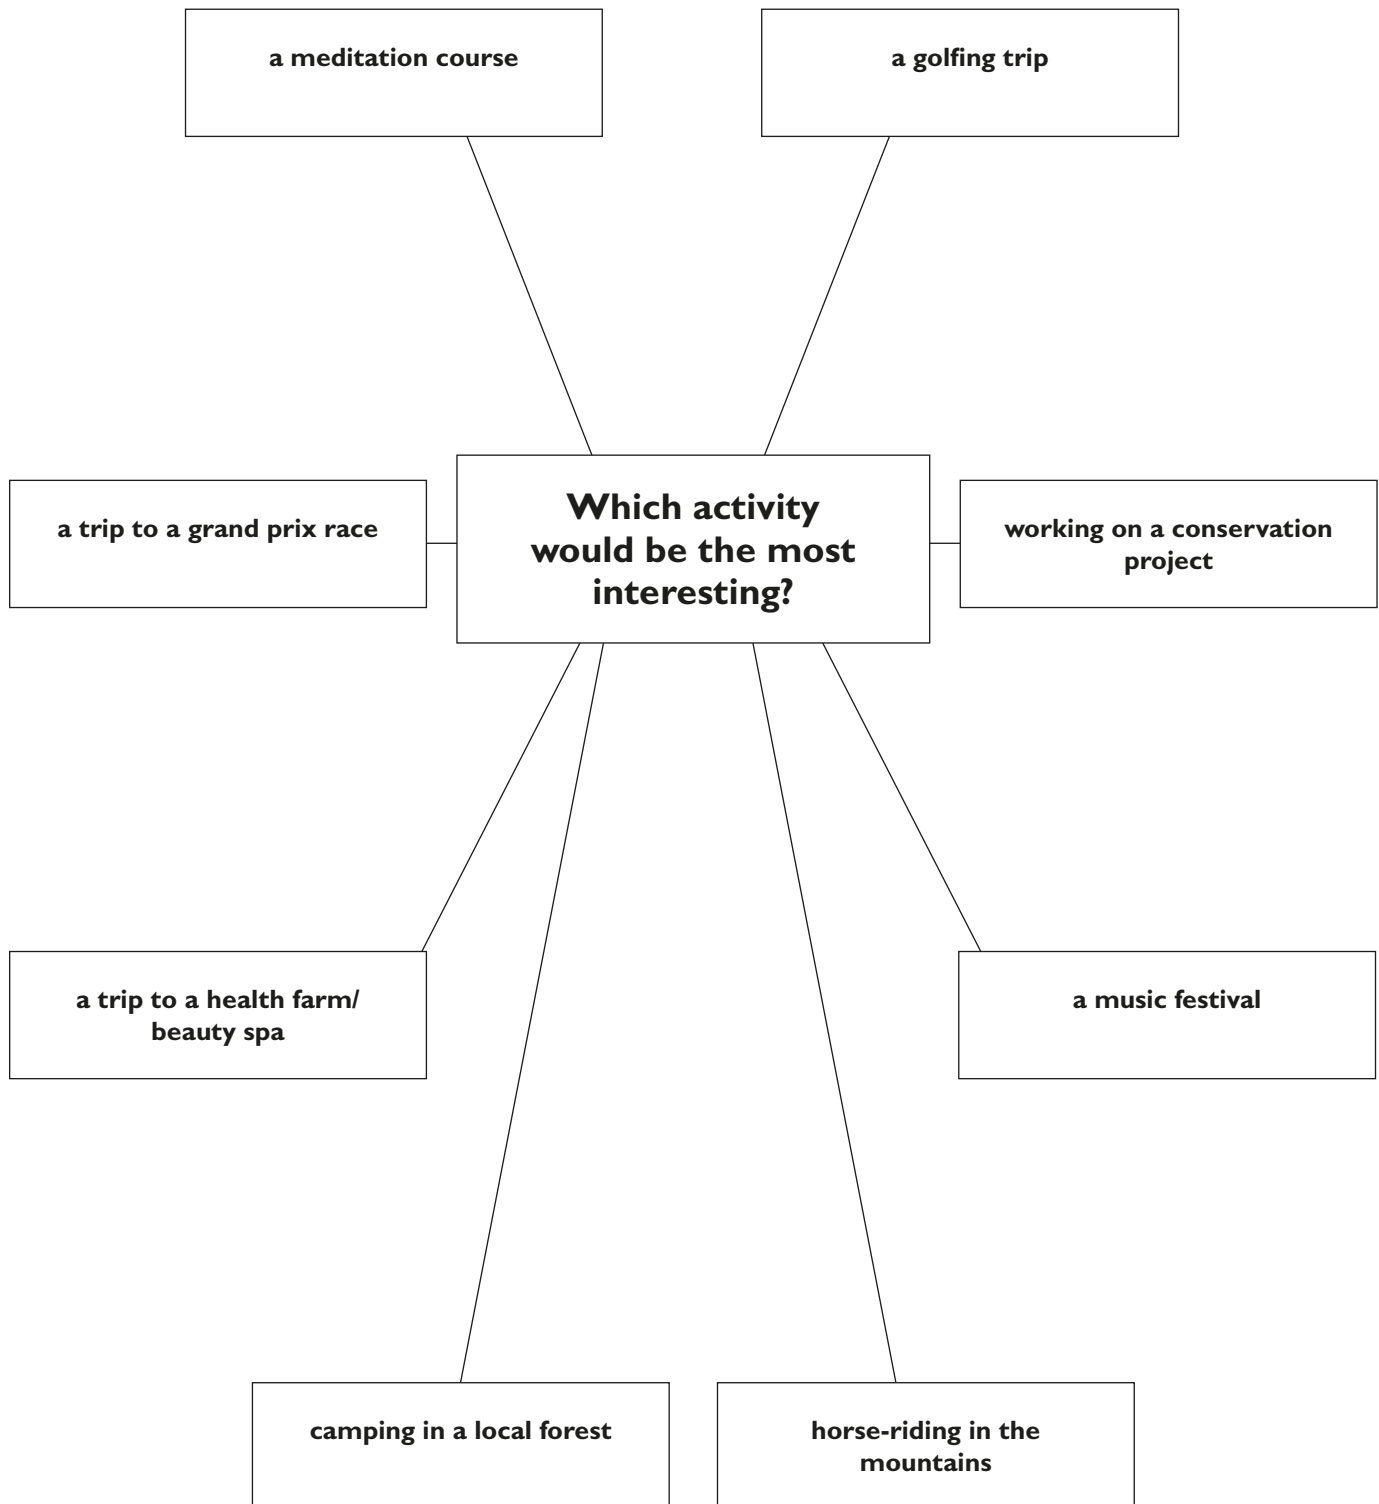 a meditation course
a golfing trip
a trip to a grand prix race
Which activity
would be the most
interesting?
working on a conservation
project
a trip to a health farm/
beauty spa
a music festival
camping in a local forest
horse-riding in the
mountains